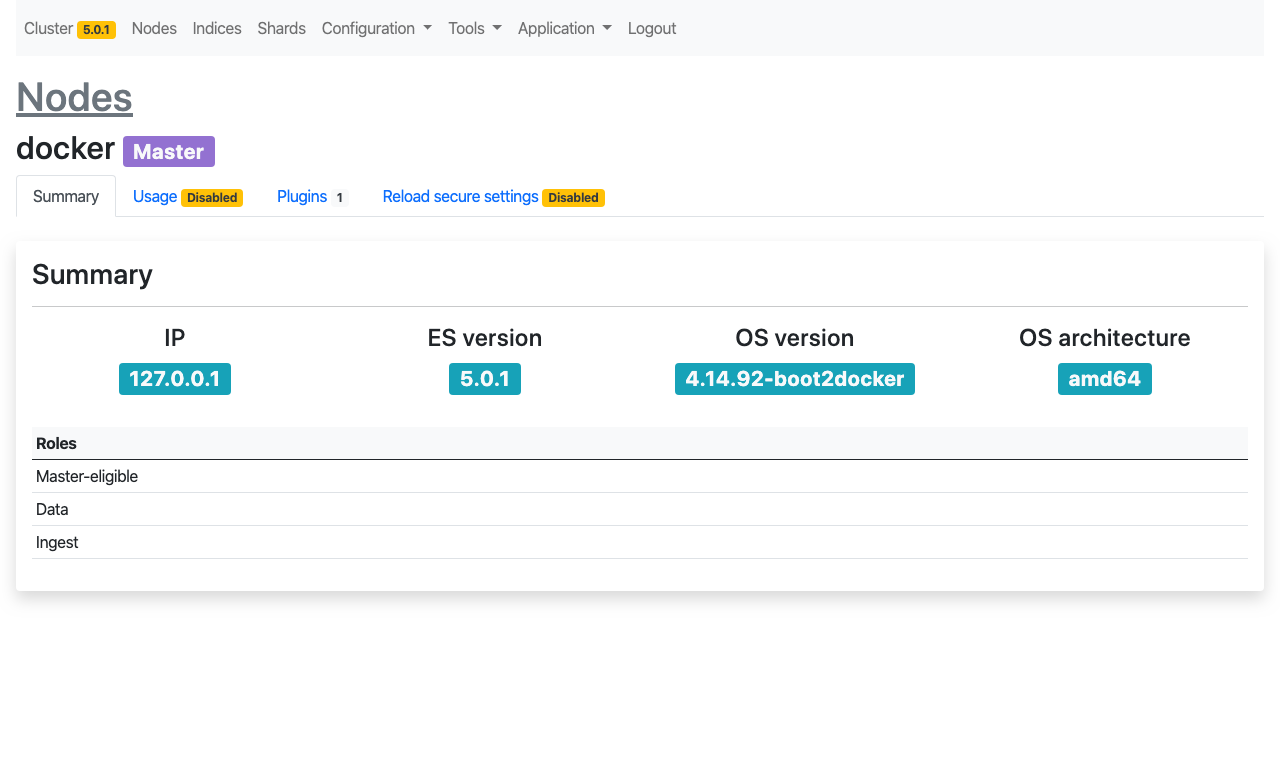 Cluster 5.0.1 Nodes Indices Shards Configuration Tools Application Logout
Nodes
docker Master
Summary Usage Disabled Plugins 1 Reload secure settings Disabled
Summary
IP ES version OS version OS architecture
127.0.0.1 5.0.1 4.14.92-boot2docker amd64
Roles
Master-eligible
Data
Ingest